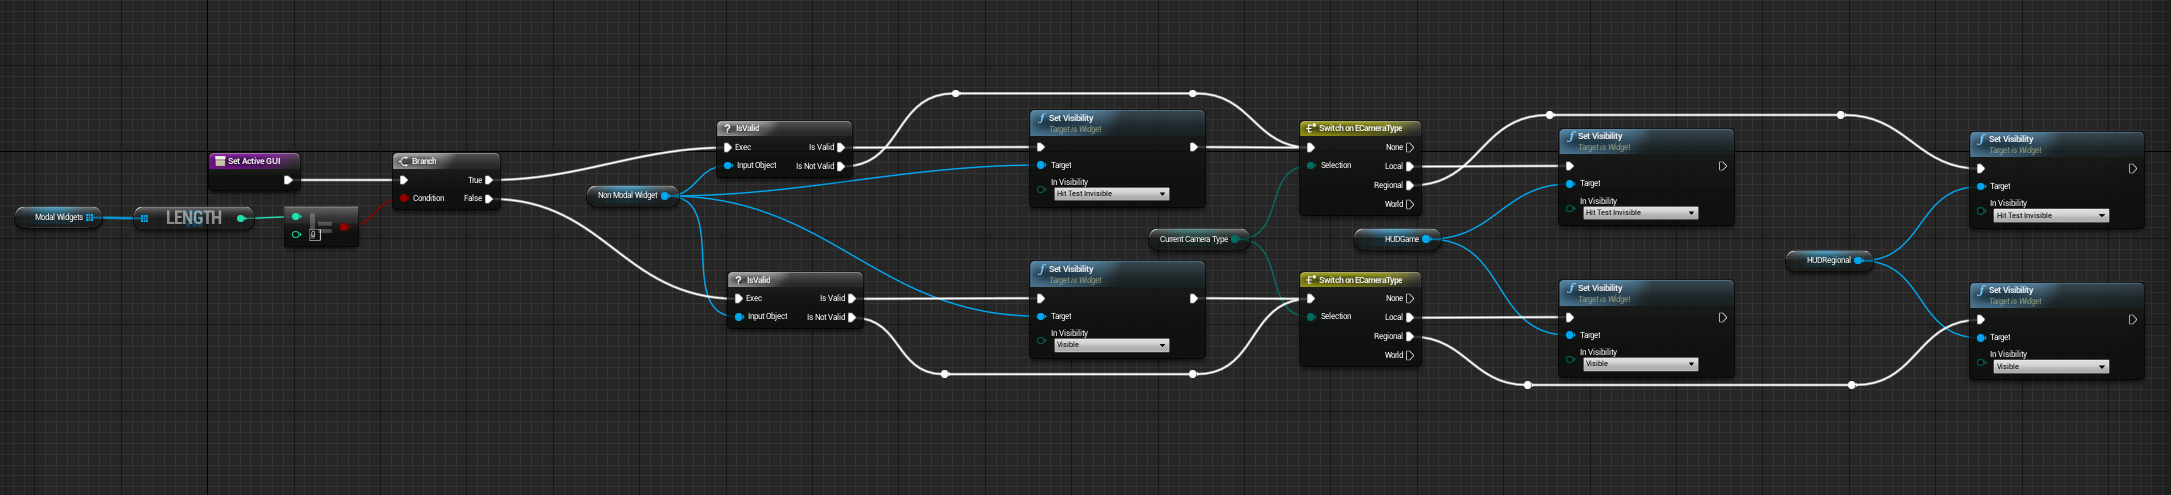 Set Active GUI
Modal Widgets
LENGTH
!=
0
Branch
True
Condition
False
Non Modal Widget
? IsValid
Exec
Is Valid
Input Object
Is Not Valid
? IsValid
Exec
Is Valid
Input Object
Is Not Valid
f Set Visibility
Target is Widget
Target
In Visibility
Hit Test Invisible
f Set Visibility
Target is Widget
Target
In Visibility
Visible
Current Camera Type
Switch on ECameraType
None
Selection
Local
Regional
World
Switch on ECameraType
None
Selection
Local
Regional
World
HUDGame
f Set Visibility
Target is Widget
Target
In Visibility
Hit Test Invisible
f Set Visibility
Target is Widget
Target
In Visibility
Visible
HUDRegional
f Set Visibility
Target is Widget
Target
In Visibility
Hit Test Invisible
f Set Visibility
Target is Widget
Target
In Visibility
Visible